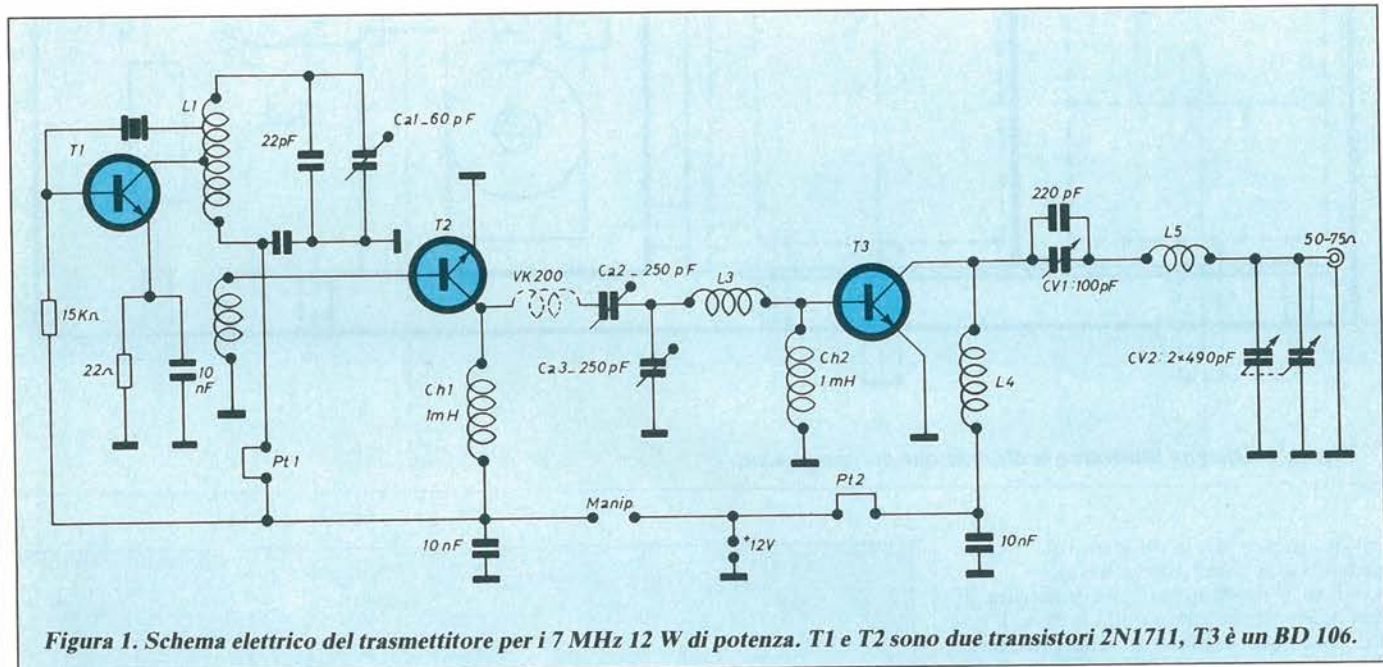 L1
T1
22pF
Ca1_60pF
220 pF
T2
T3
L5
50-75Ω
VK200
Ca2_250pF
L3
CV1:100pF
15KΩ
22Ω
10
nF
Ca3_250pF
Ch2
1mH
L4
CV2:2×490pF
Ch1
1mH
Pt1
Manip
Pt2
10nF
+12V
10nF
Figura 1. Schema elettrico del trasmettitore per i 7 MHz 12 W di potenza. T1 e T2 sono due transistori 2N1711, T3 è un BD 106.